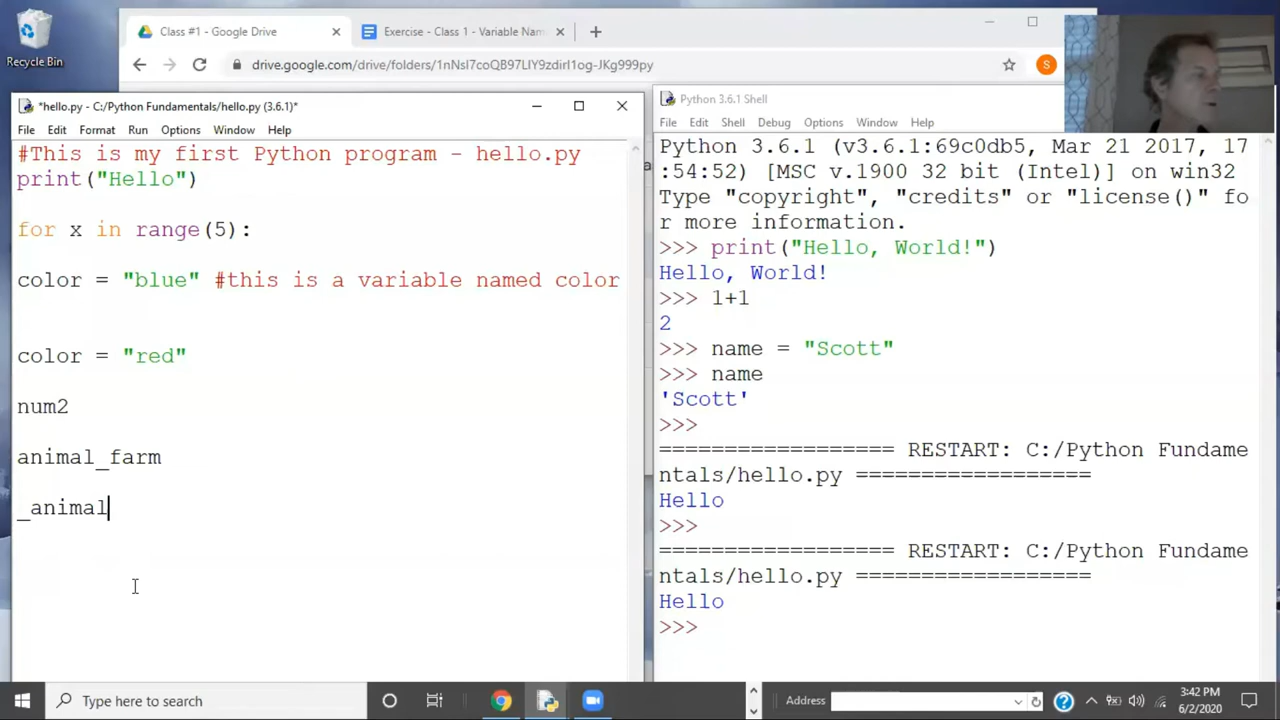 Recycle Bin
Class #1 - Google Drive
Exercise - Class 1 - Variable Nam
drive.google.com/drive/folders/1nNsI7coQB97LIY9zdirI1og-JKg999py
S
*hello.py - C:/Python Fundamentals/hello.py (3.6.1)*
File Edit Format Run Options Window Help
#This is my first Python program - hello.py
print("Hello")
for x in range(5):
color = "blue" #this is a variable named color
color = "red"
num2
animal_farm
_animal
Python 3.6.1 Shell
File Edit Shell Debug Options Window Help
Python 3.6.1 (v3.6.1:69c0db5, Mar 21 2017, 17
:54:52) [MSC v.1900 32 bit (Intel)] on win32
Type "copyright", "credits" or "license()" fo
r more information.
>>> print("Hello, World!")
Hello, World!
>>> 1+1
2
>>> name = "Scott"
>>> name
'Scott'
>>>
================== RESTART: C:/Python Fundame
ntals/hello.py ==================
Hello
>>>
================== RESTART: C:/Python Fundame
ntals/hello.py ==================
Hello
>>>
Type here to search
Address
3:42 PM
6/2/2020